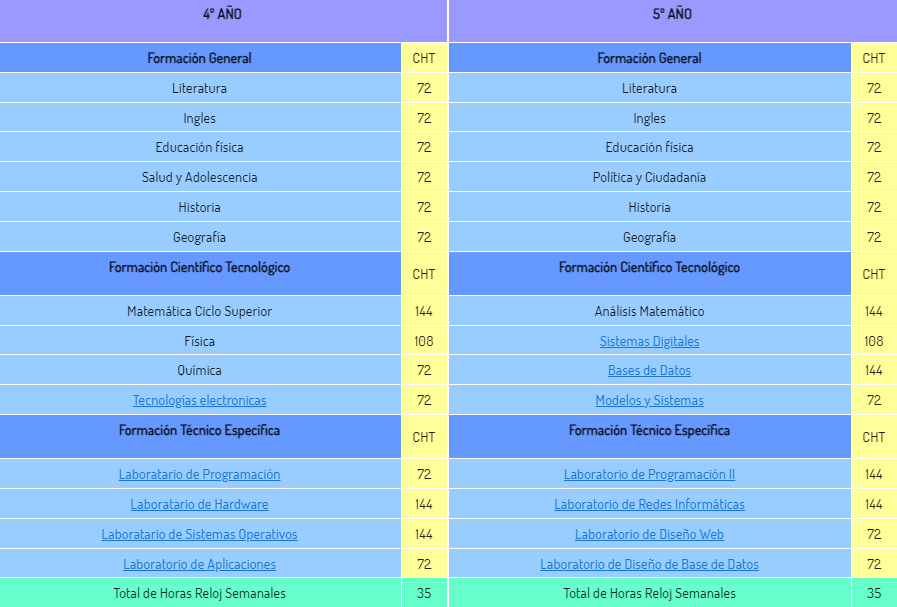 4º AÑO 5º AÑO
Formación General CHT Formación General CHT
Literatura 72 Literatura 72
Ingles 72 Ingles 72
Educación física 72 Educación física 72
Salud y Adolescencia 72 Política y Ciudadanía 72
Historia 72 Historia 72
Geografía 72 Geografía 72
Formación Científico Tecnológico CHT Formación Científico Tecnológico CHT
Matemática Ciclo Superior 144 Análisis Matemático 144
Física 108 Sistemas Digitales 108
Química 72 Bases de Datos 144
Tecnologías electronicas 72 Modelos y Sistemas 72
Formación Técnico Específica CHT Formación Técnico Específica CHT
Laboratario de Programación 72 Laboratorio de Programación II 144
Laboratario de Hardware 144 Laboratorio de Redes Informáticas 144
Laboratario de Sistemas Operativos 144 Laboratorio de Diseño Web 72
Laboratorio de Aplicaciones 72 Laboratorio de Diseño de Base de Datos 72
Total de Horas Reloj Semanales 35 Total de Horas Reloj Semanales 35